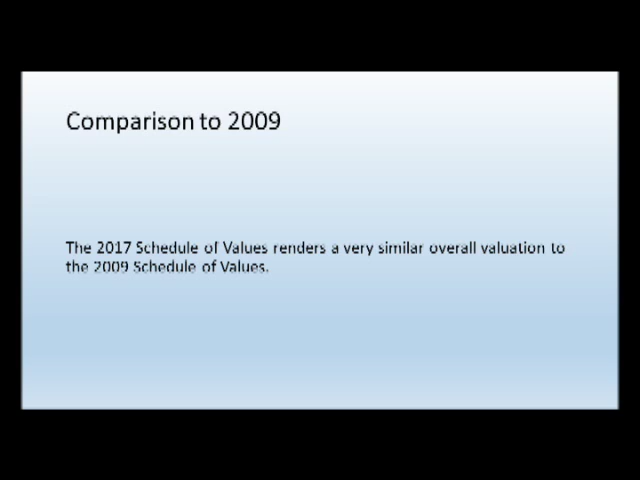 Comparison to 2009
The 2017 Schedule of Values renders a very similar overall valuation to
the 2009 Schedule of Values.